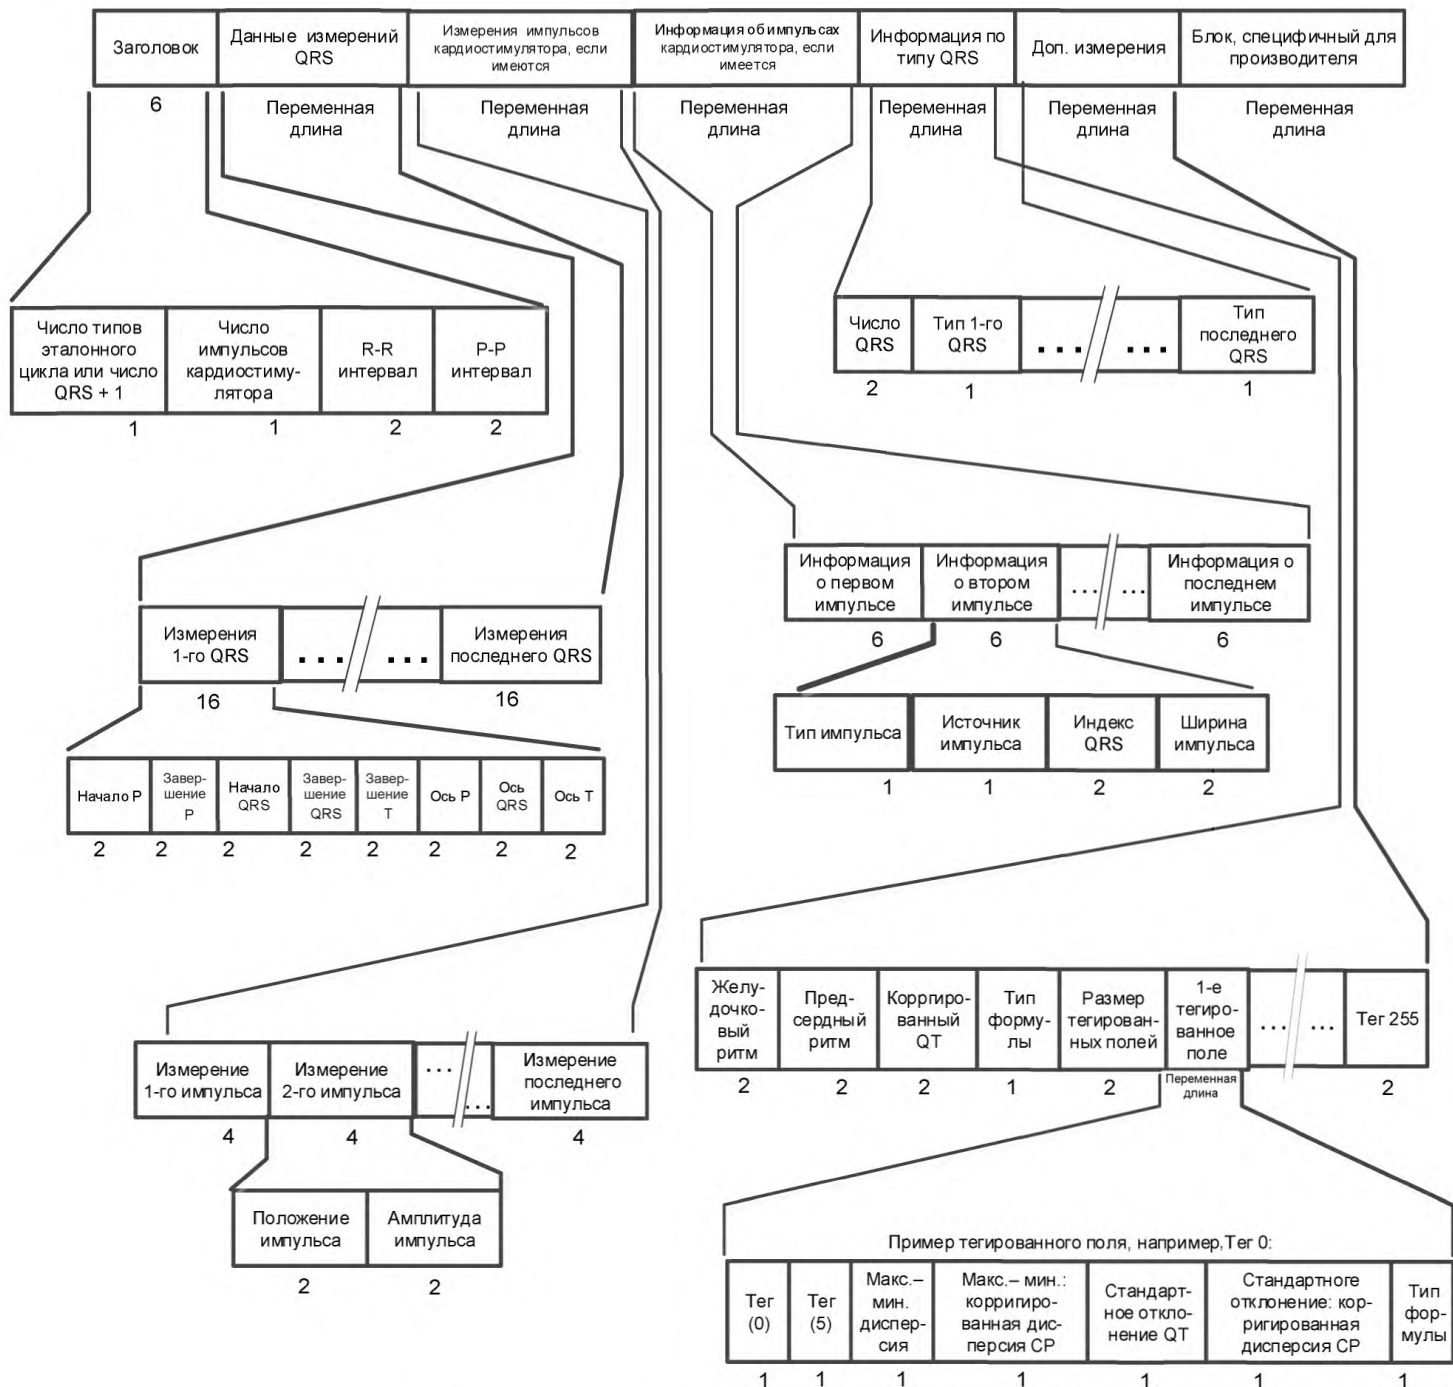 Заголовок
Данные измерений
QRS
Измерения импульсов
кардиостимулятора, если
имеются
Информация об импульсах
кардиостимулятора, если
имеется
Информация по
типу QRS
Доп. измерения
Блок, специфичный для
производителя
6
Переменная
длина
Переменная
длина
Переменная
длина
Переменная
длина
Переменная
длина
Переменная
длина
Число типов
эталонного
цикла или число
QRS + 1
Число
импульсов
кардиостиму-
лятора
R-R
интервал
P-P
интервал
1
1
2
2
Число
QRS
Тип 1-го
QRS
... ...
Тип
последнего
QRS
2
1
1
Информация
о первом
импульсе
Информация
о втором
импульсе
... ...
Информация о
последнем
импульсе
6
6
6
Тип импульса
Источник
импульса
Индекс
QRS
Ширина
импульса
1
1
2
2
Измерения
1-го QRS
... ...
Измерения
последнего QRS
16
16
Начало P
Завер-
шение
P
Начало
QRS
Завер-
шение
QRS
Завер-
шение
T
Ось P
Ось
QRS
Ось T
2
2
2
2
2
2
2
2
Измерение
1-го импульса
Измерение
2-го импульса
... ...
Измерение
последнего
импульса
4
4
4
Положение
импульса
Амплитуда
импульса
2
2
Желу-
дочко-
вый
ритм
Пред-
сердный
ритм
Корргиро-
ванный
QT
Тип
форму-
лы
Размер
тегирован-
ных полей
1-е
тегиро-
ванное
поле
... ...
Тег 255
2
2
2
1
2
Переменная
длина
2
Пример тегированного поля, например,Тег 0:
Тег
(0)
Тег
(5)
Макс.–
мин.
диспер-
сия
Макс.– мин.:
корригиро-
ванная дис-
персия СР
Стандарт-
ное откло-
нение QT
Стандартноге
отклонение: кор-
ригированная
дисперсия СР
Тип
фор-
мулы
1
1
1
1
1
1
1